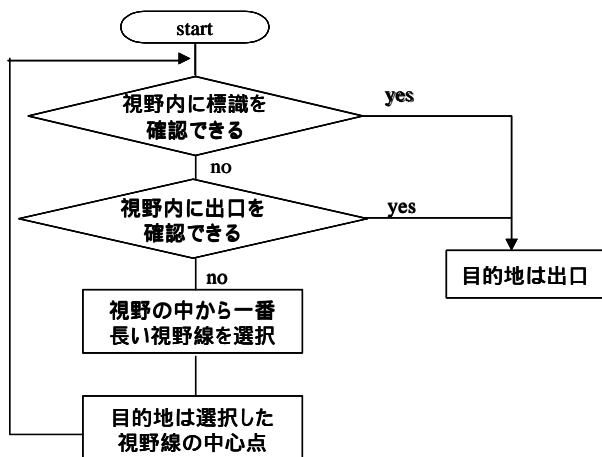 start
視野内に標識を
確認できる
yes
no
視野内に出口を
確認できる
yes
目的地は出口
no
視野の中から一番
長い視野線を選択
目的地は選択した
視野線の中心点